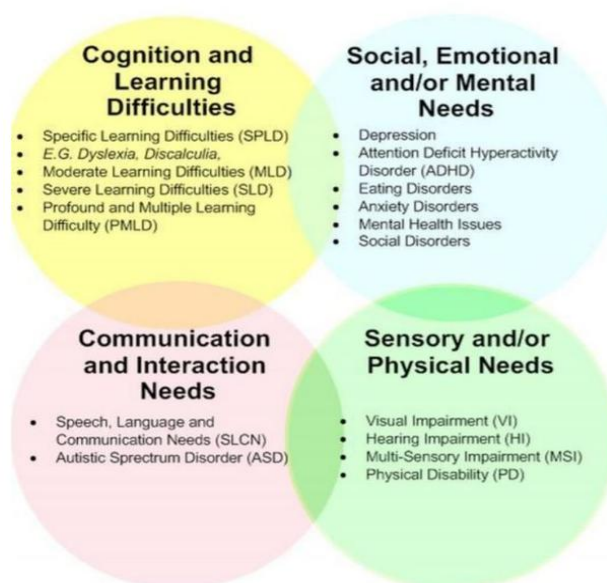 Cognition and
Learning
Difficulties
• Specific Learning Difficulties (SPLD)
• E.G. Dyslexia, Discalculia,
• Moderate Learning Difficulties (MLD)
• Severe Learning Difficulties (SLD)
• Profound and Multiple Learning
Difficulty (PMLD)
Social, Emotional
and/or Mental
Needs
• Depression
• Attention Deficit Hyperactivity
Disorder (ADHD)
• Eating Disorders
• Anxiety Disorders
• Mental Health Issues
• Social Disorders
Communication
and Interaction
Needs
• Speech, Language and
Communication Needs (SLCN)
• Autistic Sprectrum Disorder (ASD)
Sensory and/or
Physical Needs
• Visual Impairment (VI)
• Hearing Impairment (HI)
• Multi-Sensory Impairment (MSI)
• Physical Disability (PD)